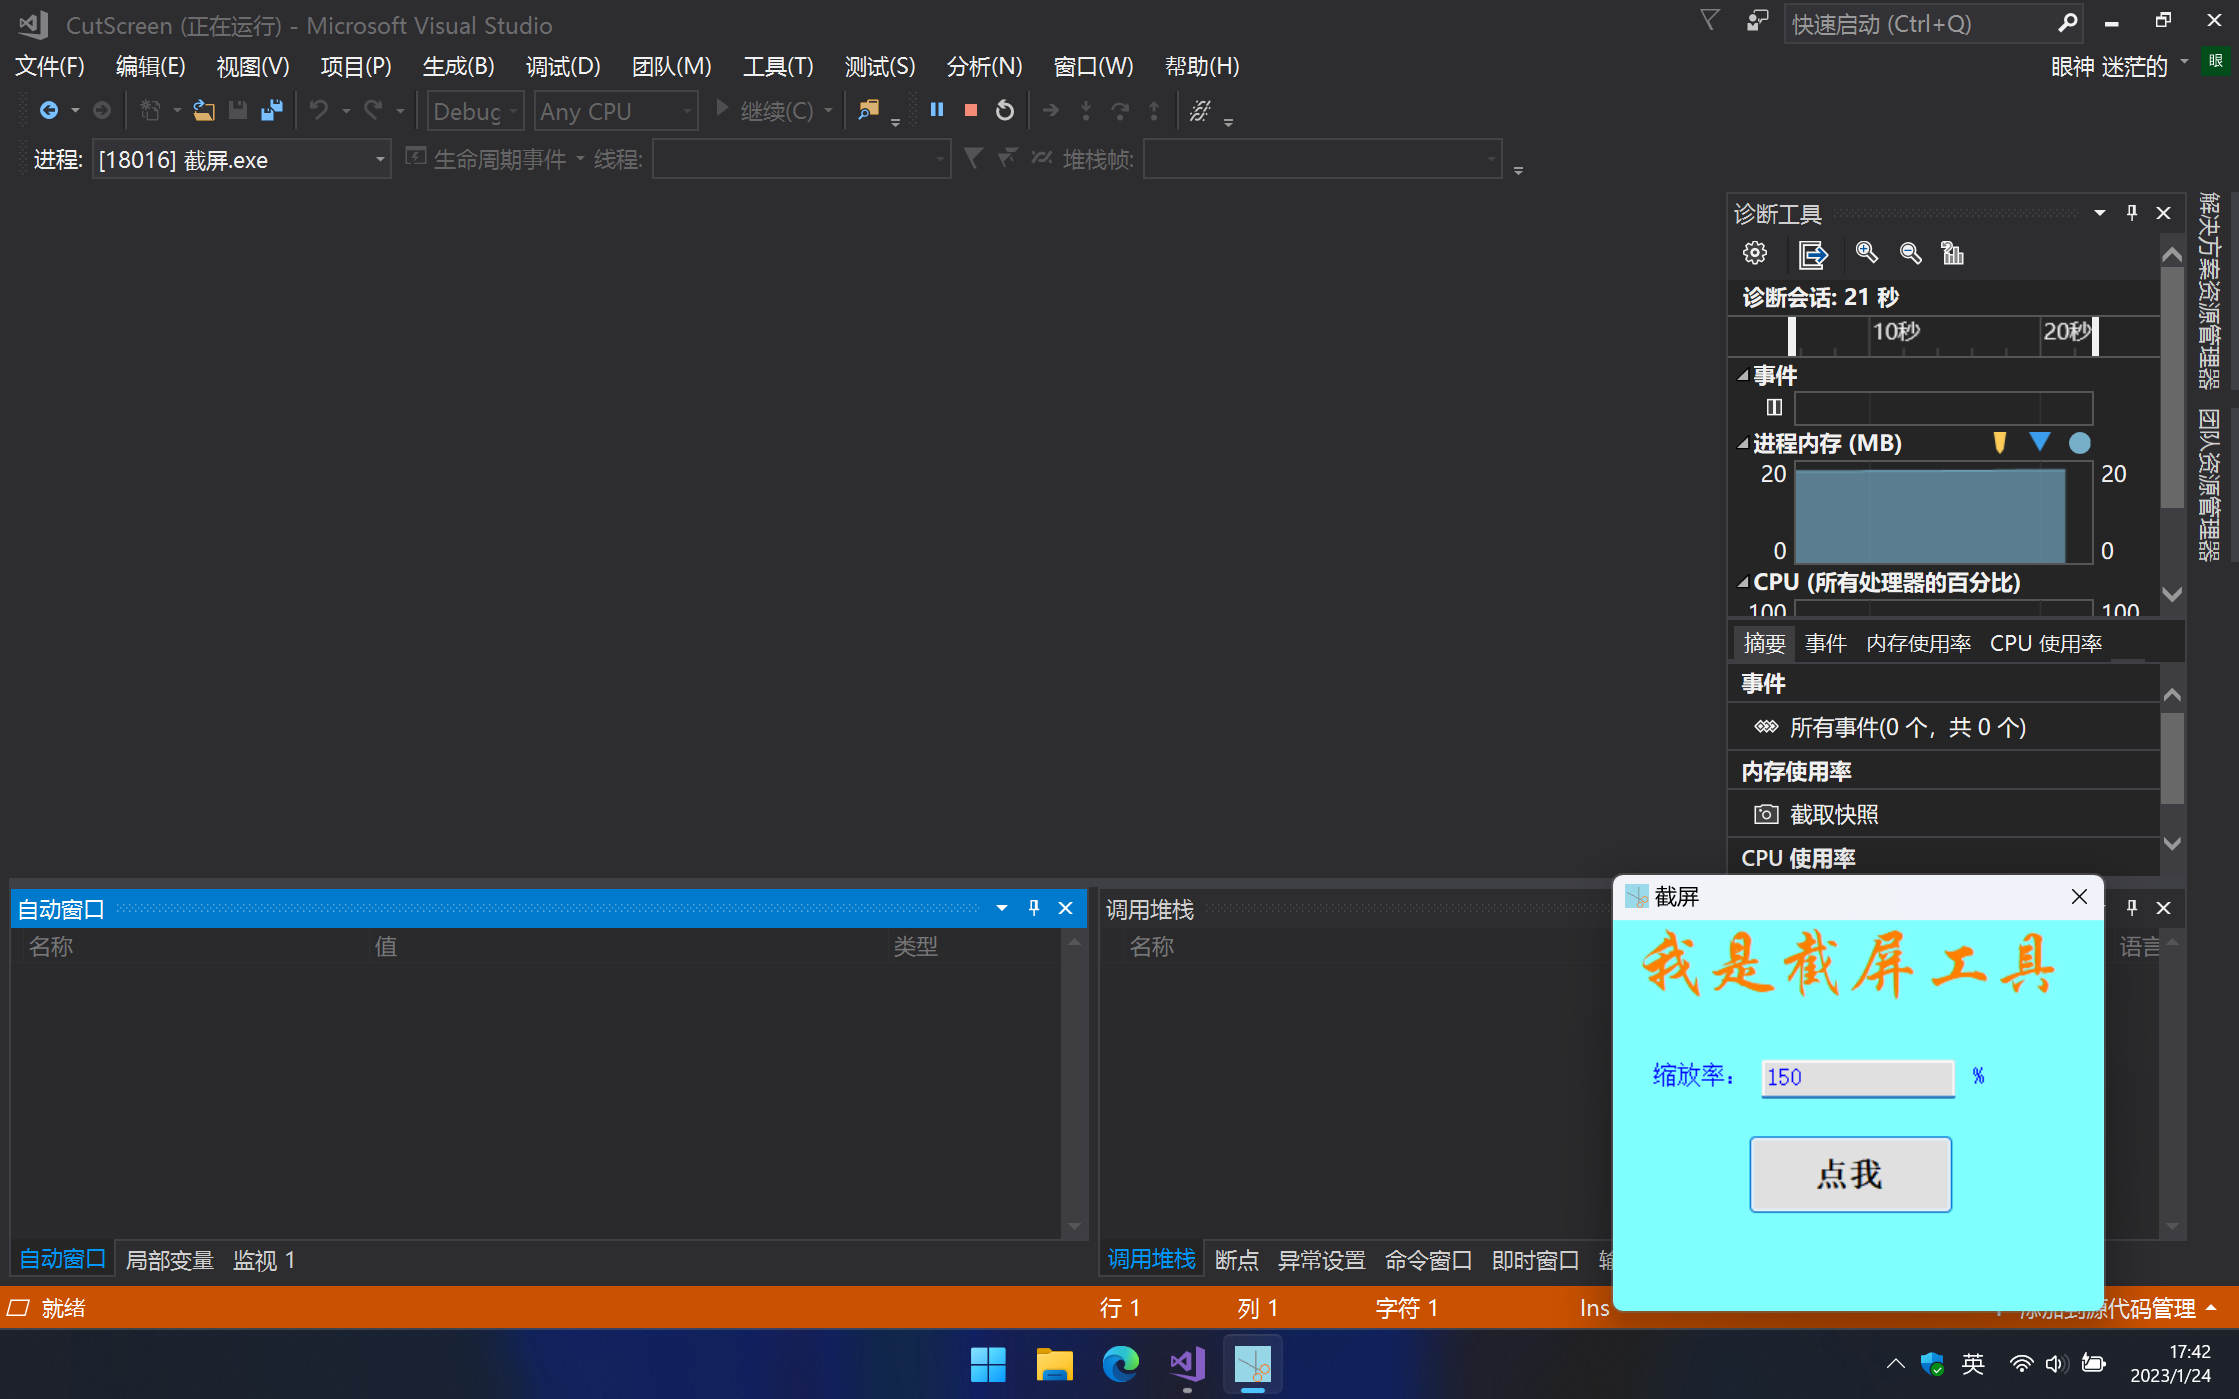 CutScreen (正在运行) - Microsoft Visual Studio
快速启动 (Ctrl+Q)
文件(F) 编辑(E) 视图(V) 项目(P) 生成(B) 调试(D) 团队(M) 工具(T) 测试(S) 分析(N) 窗口(W) 帮助(H)
眼神 迷茫的 眼
Debug Any CPU 继续(C)
进程: [18016] 截屏.exe 生命周期事件 线程: 堆栈帧:
诊断工具
诊断会话: 21 秒
10秒 20秒
事件
进程内存 (MB)
20 20
0 0
CPU (所有处理器的百分比)
100 100
摘要 事件 内存使用率 CPU 使用率
事件
所有事件(0 个，共 0 个)
内存使用率
截取快照
CPU 使用率
解决方案资源管理器
团队资源管理器
自动窗口
名称 值 类型
自动窗口 局部变量 监视 1
调用堆栈
名称 语言
调用堆栈 断点 异常设置 命令窗口 即时窗口
截屏
我是截屏工具
缩放率： 150 %
点我
就绪 行 1 列 1 字符 1 Ins 添加到源代码管理
英
17:42
2023/1/24